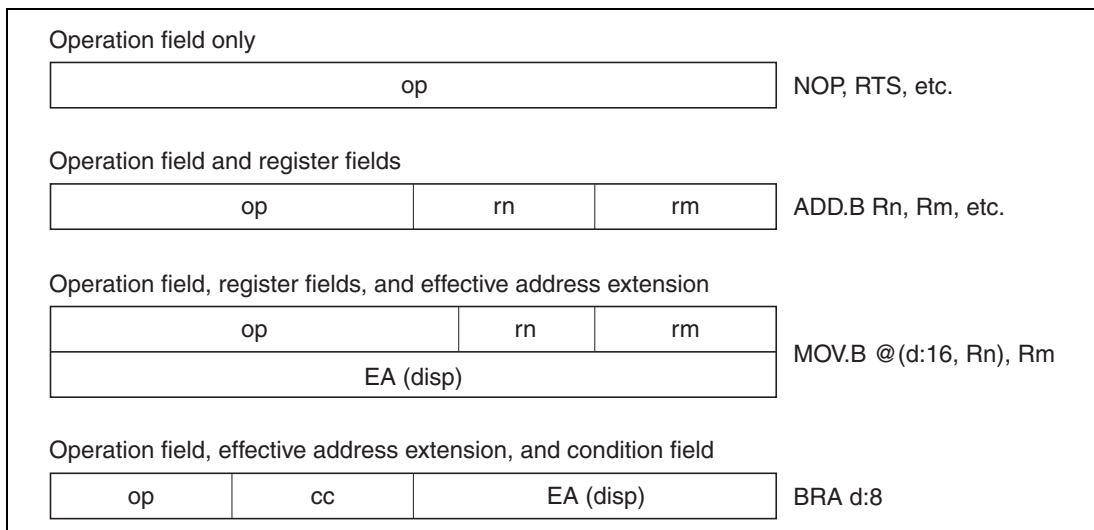 Operation field only
op
NOP, RTS, etc.
Operation field and register fields
op rn rm
ADD.B Rn, Rm, etc.
Operation field, register fields, and effective address extension
op rn rm
EA (disp)
MOV.B @(d:16, Rn), Rm
Operation field, effective address extension, and condition field
op cc EA (disp)
BRA d:8